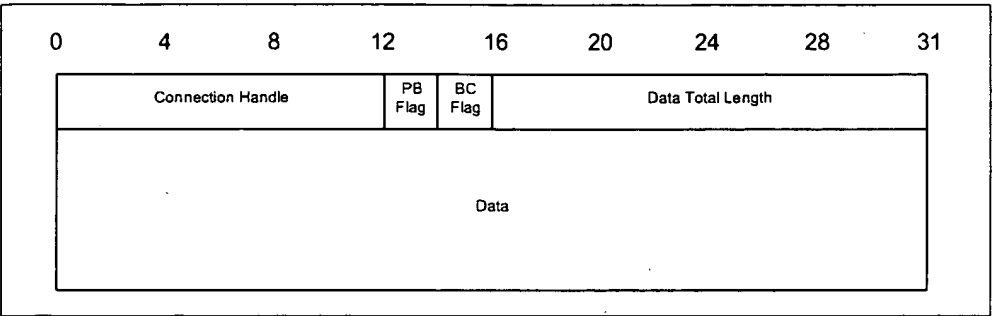 0 4 8 12 16 20 24 28 31
Connection Handle PB Flag BC Flag Data Total Length
Data